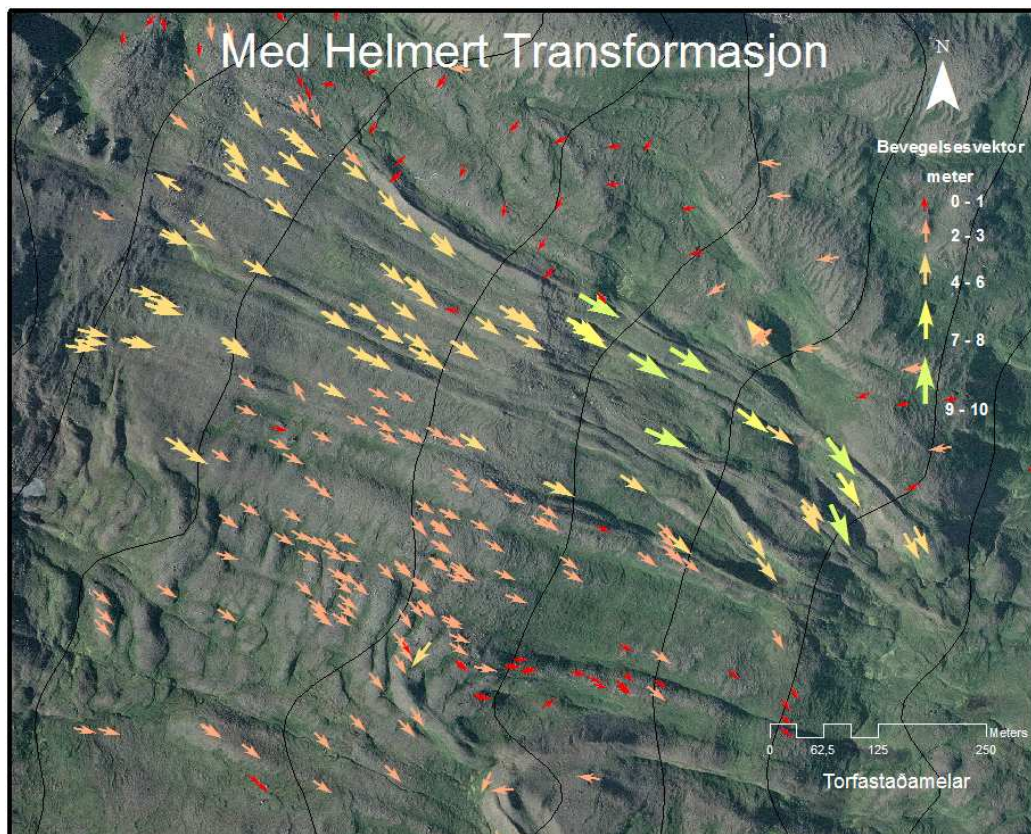 Med Helmert Transformasjon
N
Bevegelsesvektor
meter
0 - 1
2 - 3
4 - 6
7 - 8
9 - 10
Meters
0 62,5 125 250
Torfastaðamelar